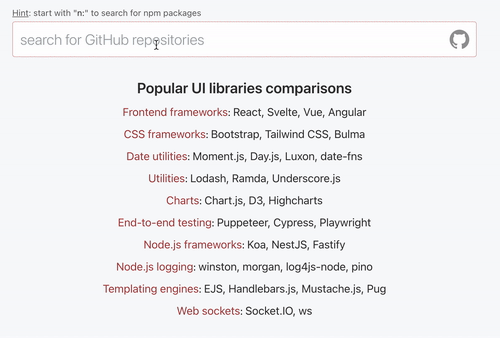 Hint: start with "n:" to search for npm packages
search for GitHub repositories
Popular UI libraries comparisons
Frontend frameworks: React, Svelte, Vue, Angular
CSS frameworks: Bootstrap, Tailwind CSS, Bulma
Date utilities: Moment.js, Day.js, Luxon, date-fns
Utilities: Lodash, Ramda, Underscore.js
Charts: Chart.js, D3, Highcharts
End-to-end testing: Puppeteer, Cypress, Playwright
Node.js frameworks: Koa, NestJS, Fastify
Node.js logging: winston, morgan, log4js-node, pino
Templating engines: EJS, Handlebars.js, Mustache.js, Pug
Web sockets: Socket.IO, ws